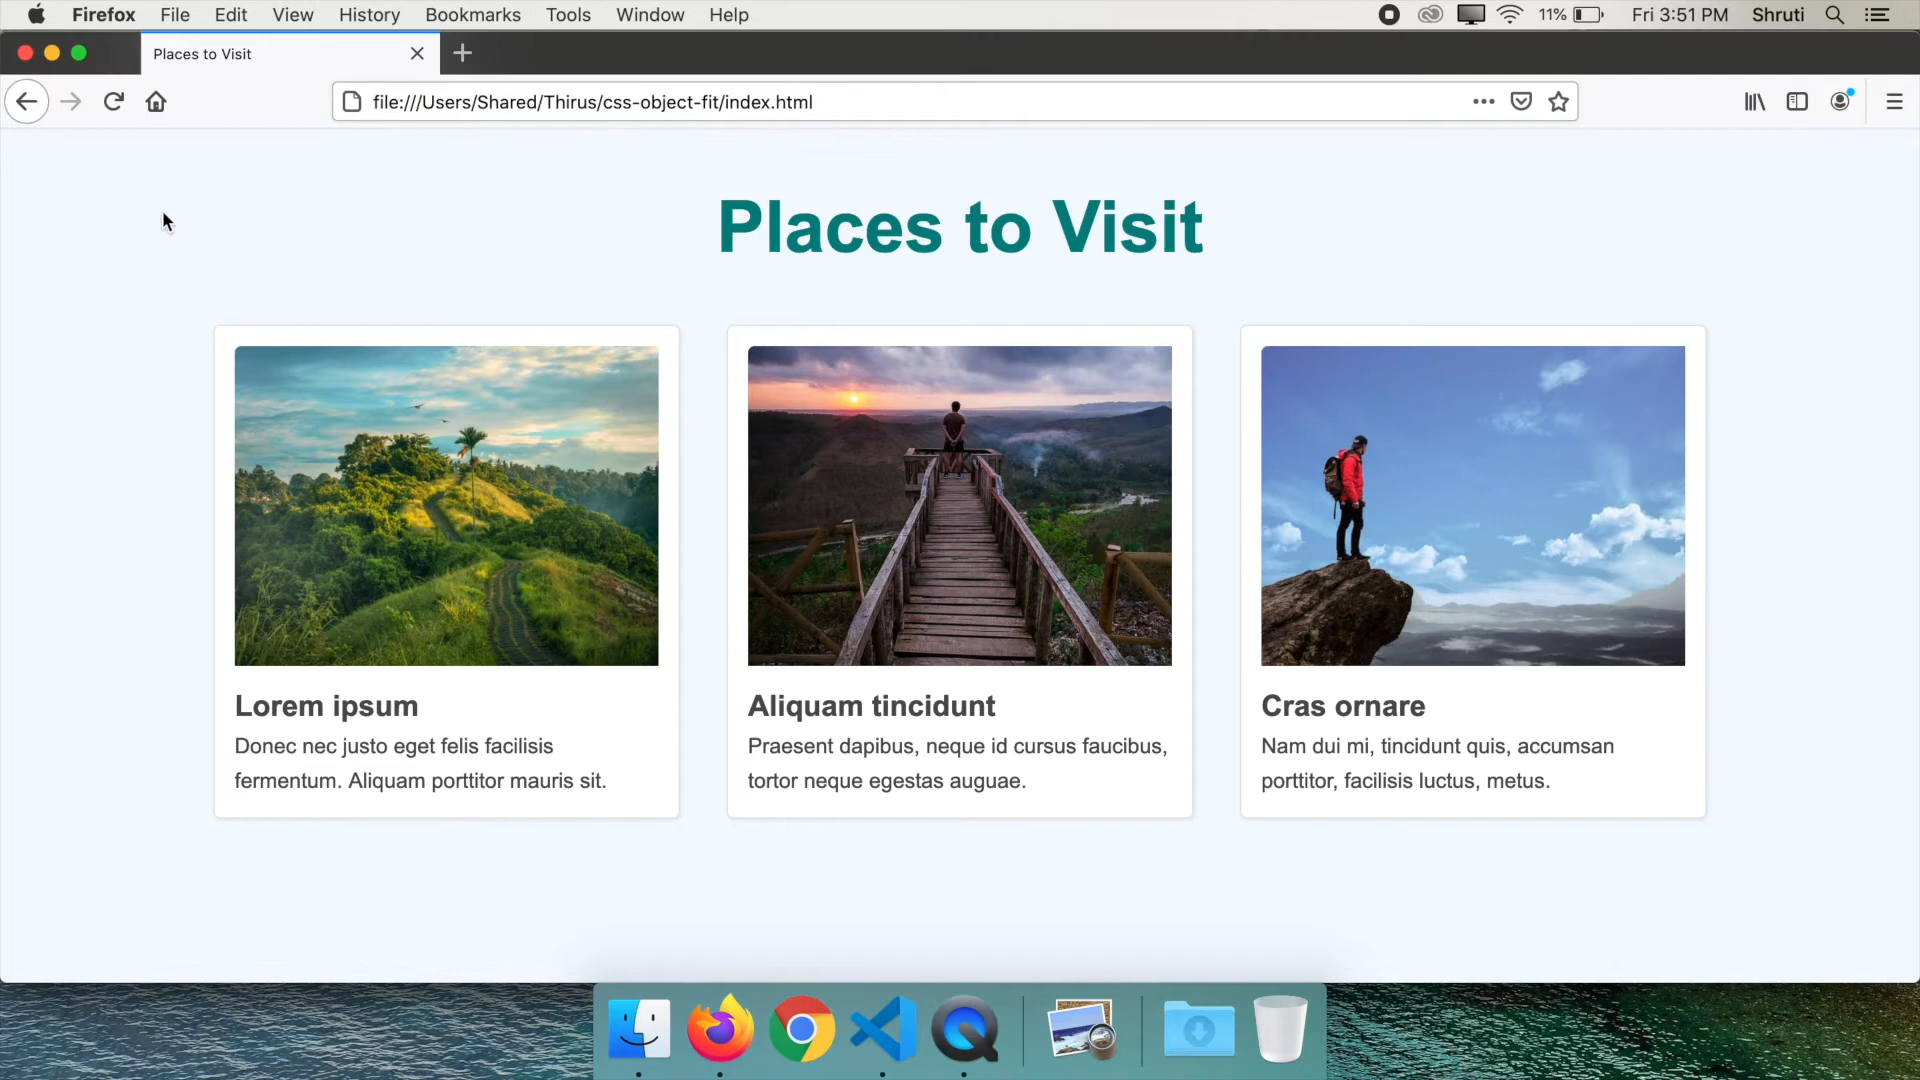 Firefox File Edit View History Bookmarks Tools Window Help 11% Fri 3:51 PM Shruti
Places to Visit
file:///Users/Shared/Thirus/css-object-fit/index.html
Places to Visit
Lorem ipsum
Donec nec justo eget felis facilisis
fermentum. Aliquam porttitor mauris sit.
Aliquam tincidunt
Praesent dapibus, neque id cursus faucibus,
tortor neque egestas auguae.
Cras ornare
Nam dui mi, tincidunt quis, accumsan
porttitor, facilisis luctus, metus.